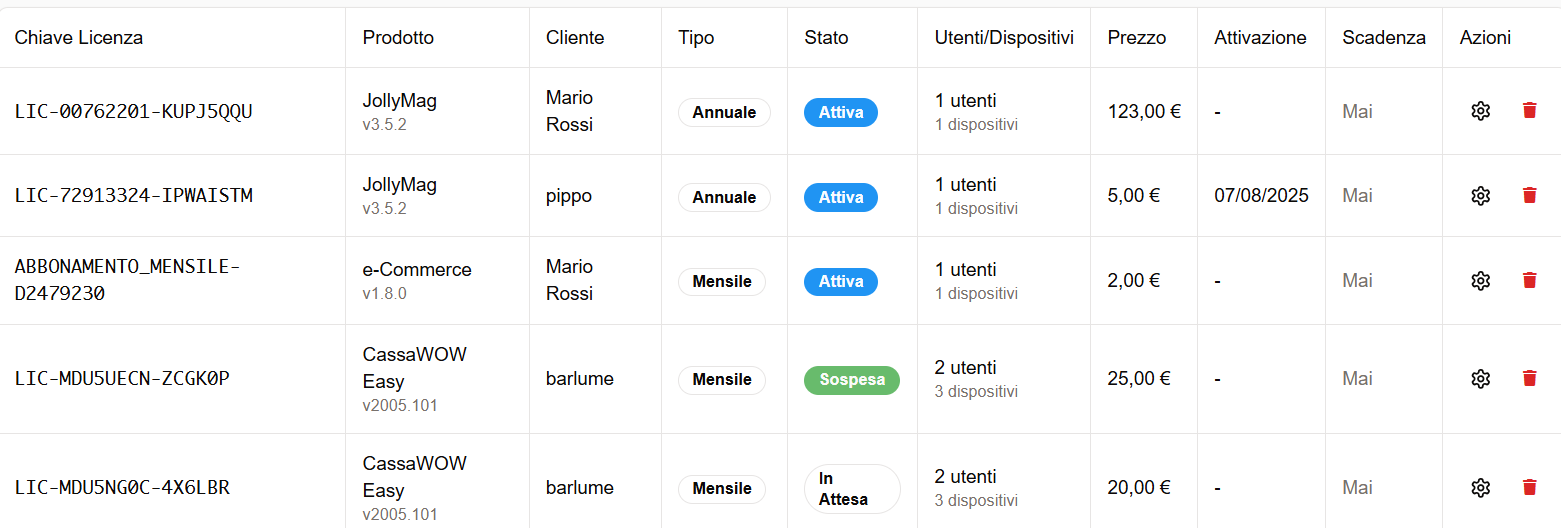 Chiave Licenza Prodotto Cliente Tipo Stato Utenti/Dispositivi Prezzo Attivazione Scadenza Azioni
LIC-00762201-KUPJ5QQU
JollyMag
v3.5.2
Mario
Rossi
Annuale
Attiva
1 utenti
1 dispositivi
123,00 €
-
Mai
LIC-72913324-IPWAISTM
JollyMag
v3.5.2
pippo
Annuale
Attiva
1 utenti
1 dispositivi
5,00 €
07/08/2025
Mai
ABBONAMENTO_MENSILE-
D2479230
e-Commerce
v1.8.0
Mario
Rossi
Mensile
Attiva
1 utenti
1 dispositivi
2,00 €
-
Mai
LIC-MDU5UECN-ZCGK0P
CassaWOW
Easy
v2005.101
barlume
Mensile
Sospesa
2 utenti
3 dispositivi
25,00 €
-
Mai
LIC-MDU5NG0C-4X6LBR
CassaWOW
Easy
v2005.101
barlume
Mensile
In
Attesa
2 utenti
3 dispositivi
20,00 €
-
Mai